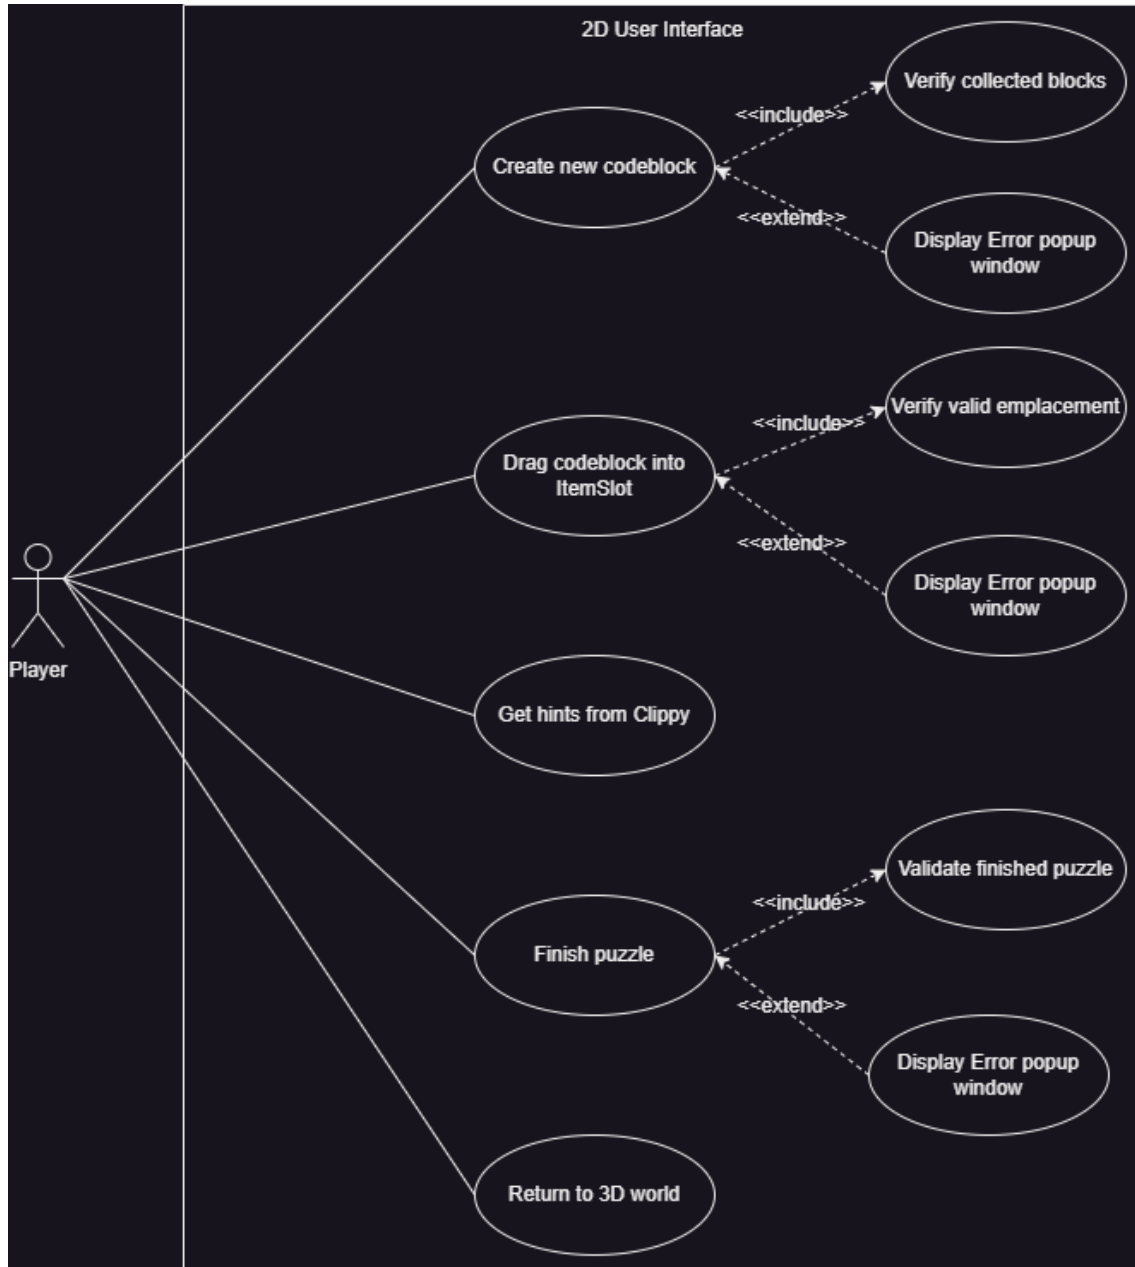 2D User Interface
Verify collected blocks
<<include>>
Create new codeblock
<<extend>>
Display Error popup
window
Verify valid emplacement
<<include>>
Drag codeblock into
ItemSlot
<<extend>>
Display Error popup
window
Player
Get hints from Clippy
Validate finished puzzle
<<include>>
Finish puzzle
<<extend>>
Display Error popup
window
Return to 3D world